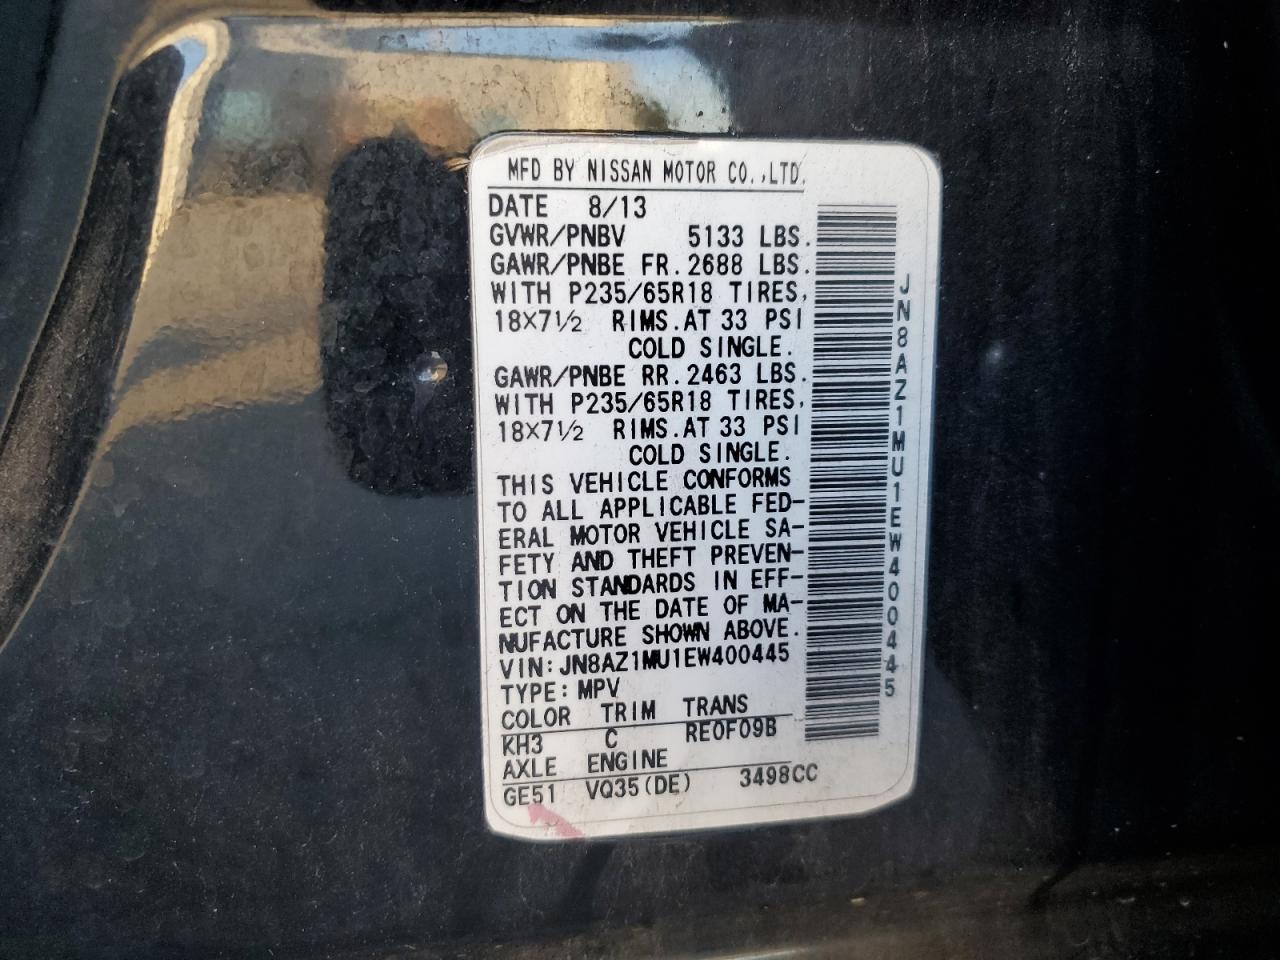 MFD BY NISSAN MOTOR CO.,LTD.
DATE 8/13
GVWR/PNBV 5133 LBS.
GAWR/PNBE FR.2688 LBS.
WITH P235/65R18 TIRES,
18X7½ RIMS.AT 33 PSI
COLD SINGLE.
GAWR/PNBE RR.2463 LBS.
WITH P235/65R18 TIRES,
18X7½ RIMS.AT 33 PSI
COLD SINGLE.
THIS VEHICLE CONFORMS
TO ALL APPLICABLE FED-
ERAL MOTOR VEHICLE SA-
FETY AND THEFT PREVEN-
TION STANDARDS IN EFF-
ECT ON THE DATE OF MA-
NUFACTURE SHOWN ABOVE.
VIN:JN8AZ1MU1EW400445
TYPE:MPV
COLOR TRIM TRANS
KH3 C RE0F09B
AXLE ENGINE
GE51 VQ35(DE) 3498CC
JN8AZ1MU1EW400445